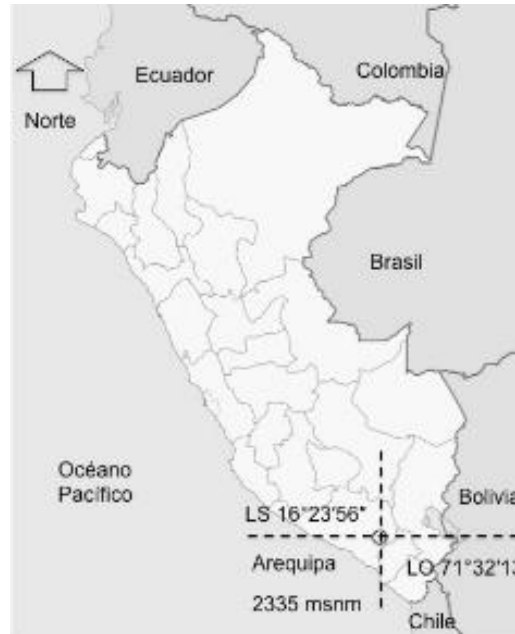 Ecuador
Colombia
Norte
Brasil
Océano
Pacífico
Bolivia
LS 16°23'56"
Arequipa
LO 71°32'13
2335 msnm
Chile